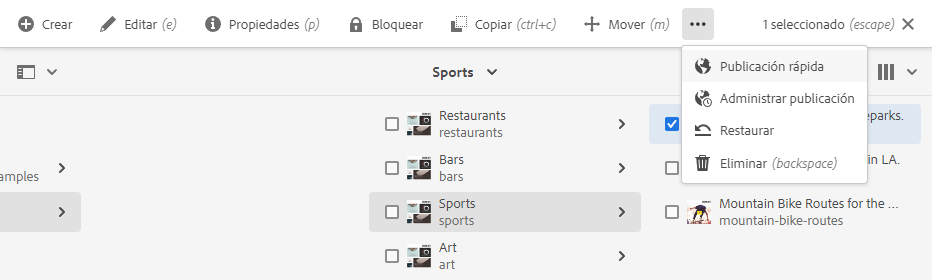 Crear Editar (e) Propiedades (p) Bloquear Copiar (ctrl+c) Mover (m) 1 seleccionado (escape)
Sports
Publicación rápida
Administrar publicación
Restaurar
Eliminar (backspace)
amples
Restaurants
restaurants
Bars
bars
Sports
sports
Art
art
eparks.
in LA.
Mountain Bike Routes for the ...
mountain-bike-routes